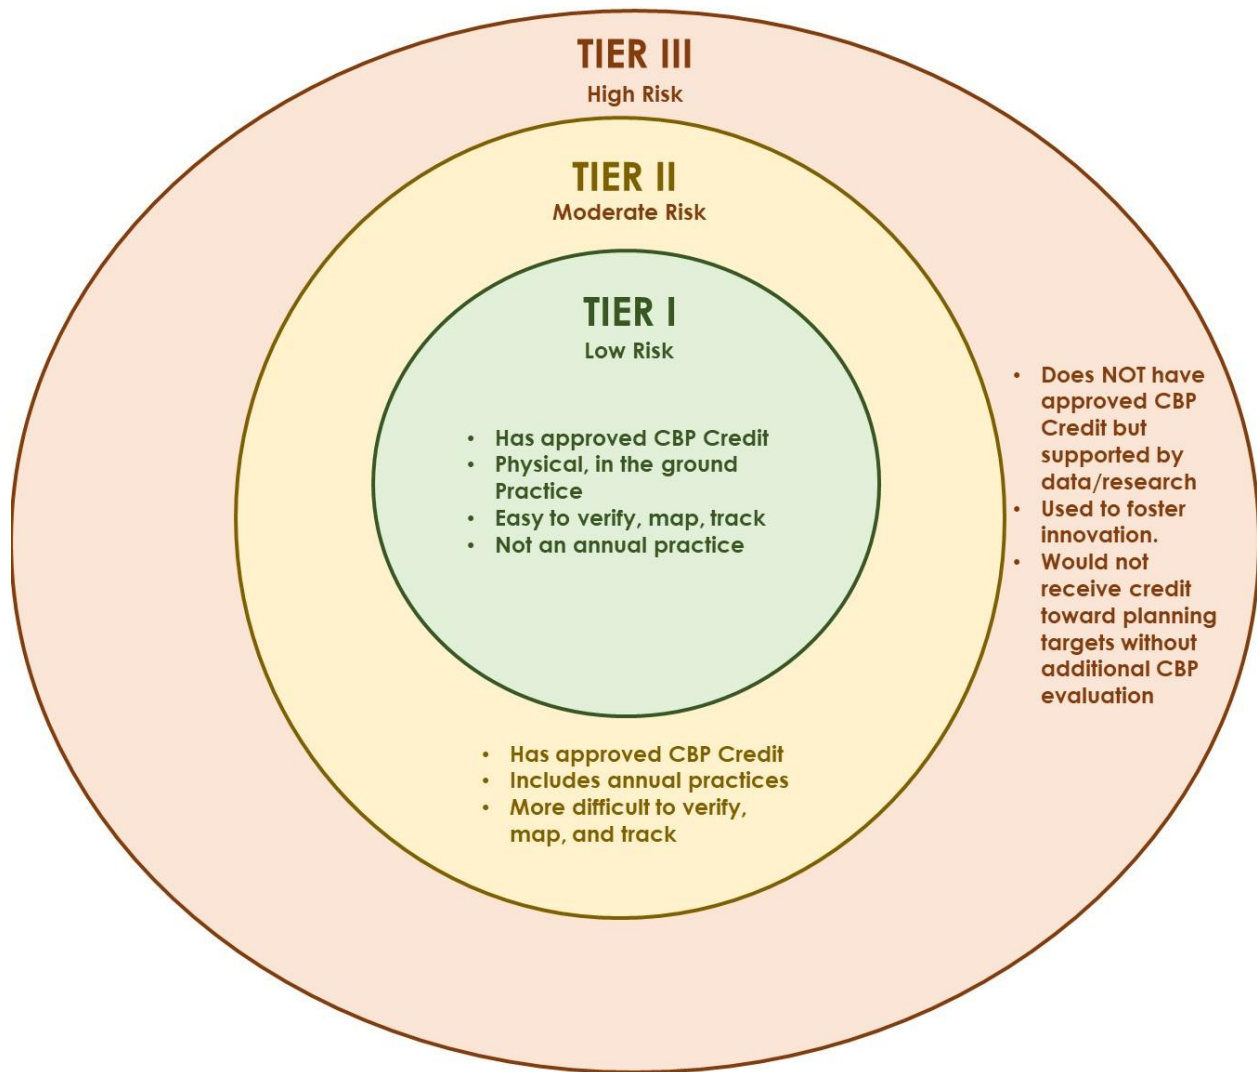 TIER III
High Risk
TIER II
Moderate Risk
TIER I
Low Risk
• Has approved CBP Credit
• Physical, in the ground
Practice
• Easy to verify, map, track
• Not an annual practice
• Has approved CBP Credit
• Includes annual practices
• More difficult to verify,
map, and track
• Does NOT have
approved CBP
Credit but
supported by
data/research
• Used to foster
innovation.
• Would not
receive credit
toward planning
targets without
additional CBP
evaluation